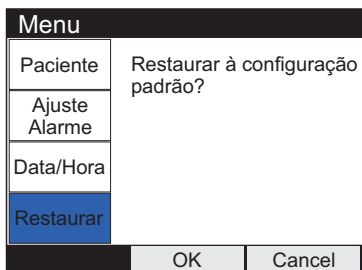 Menu
Paciente
Ajuste
Alarme
Data/Hora
Restaurar
Restaurar à configuração
padrão?
OK
Cancel